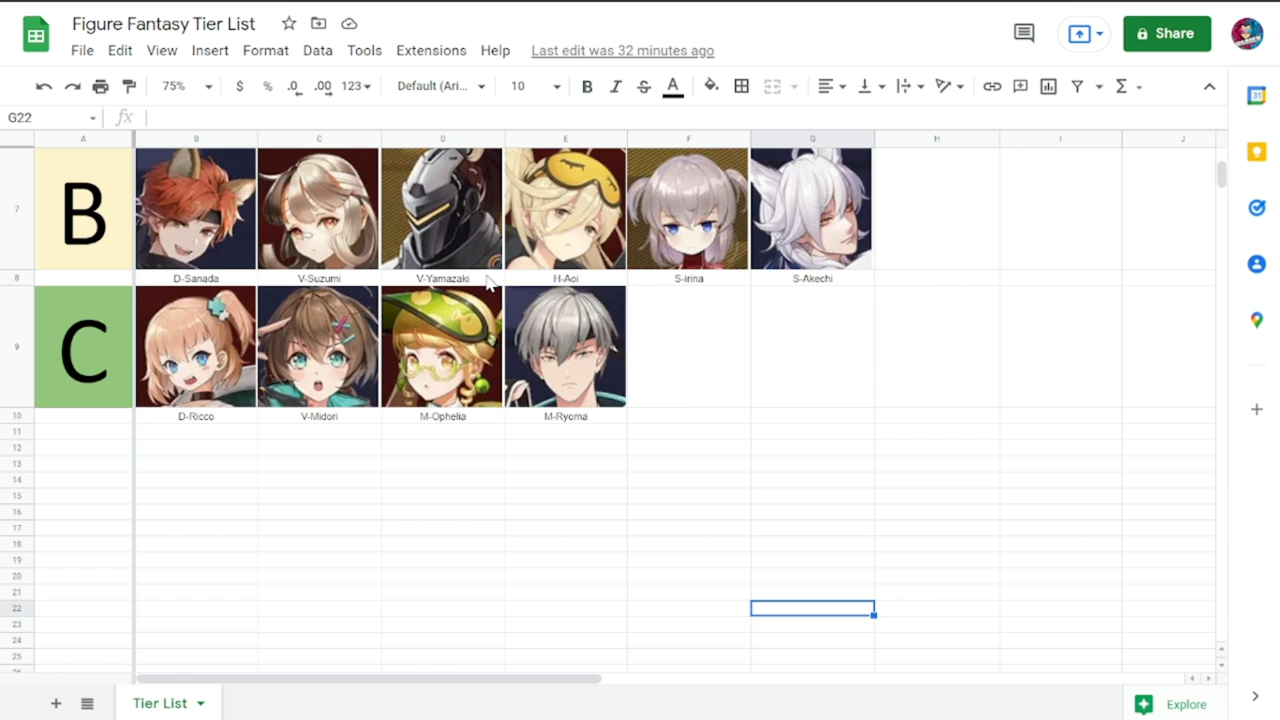 Figure Fantasy Tier List
File Edit View Insert Format Data Tools Extensions Help Last edit was 32 minutes ago
Share
75% $ % .0 .00 123 Default (Ari... 10 B I S A Σ
G22 fx
A B C D E F G H I J
7 B
8 D-Sanada V-Suzumi V-Yamazaki H-Aoi S-irina S-Akechi
9 C
10 D-Ricco V-Midori M-Ophelia M-Ryoma
11
12
13
14
15
16
17
18
19
20
21
22
23
24
25
Tier List
Explore